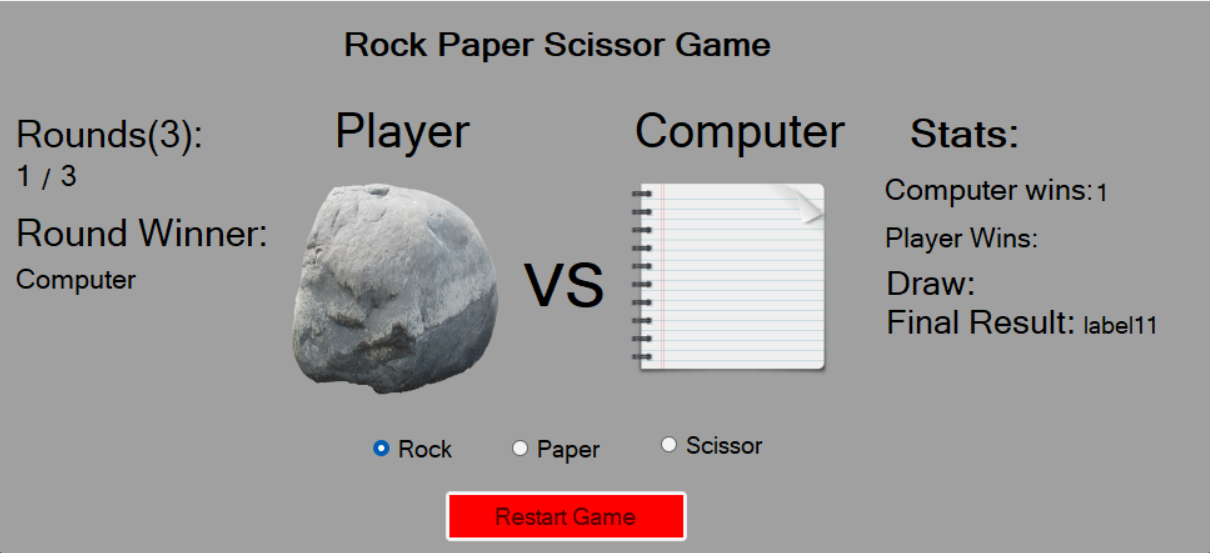 Rock Paper Scissor Game
Rounds(3):
1 / 3
Round Winner:
Computer
Player
VS
Computer
Stats:
Computer wins: 1
Player Wins:
Draw:
Final Result: label11
Rock Paper Scissor
Restart Game